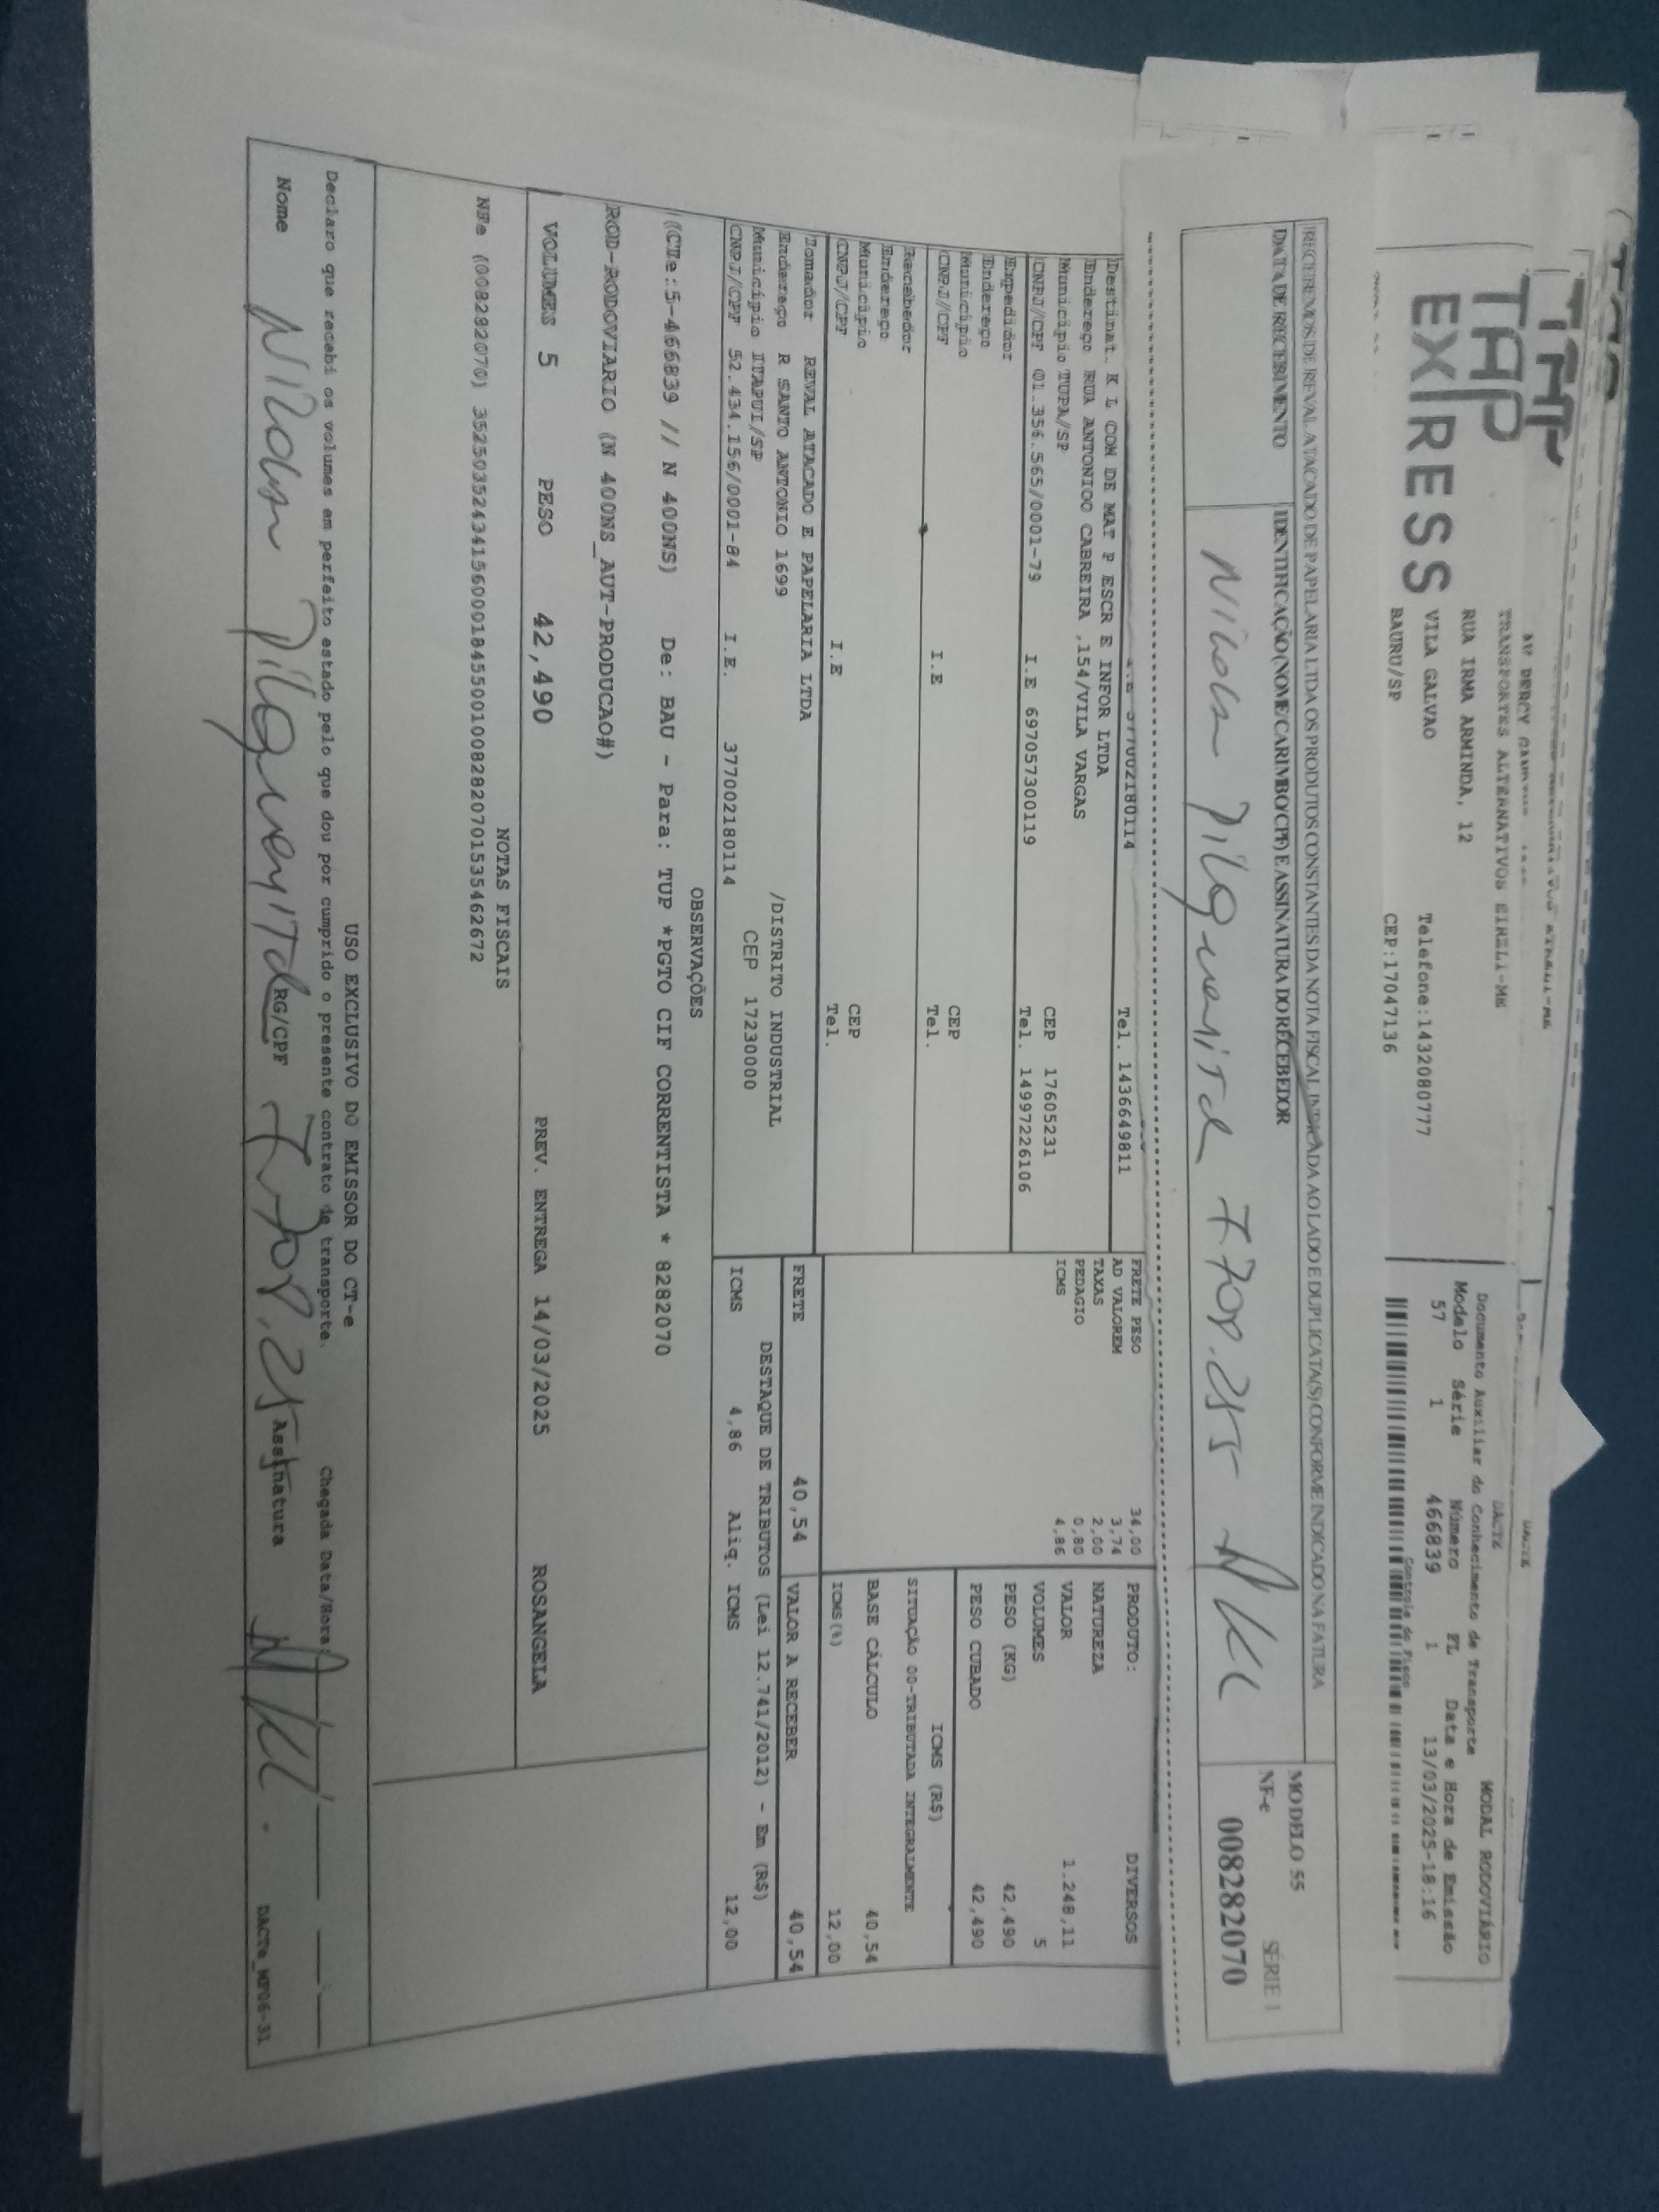 TAP
EXPRESS
TRANSPORTES ALTERNATIVOS EIRELI-ME
RUA IRMA ARMINDA, 12
VILA GALVAO
Telefone:1432080777
BAURU/SP
CEP:17047136
DACTE
MODAL RODOVIÁRIO
Documento Auxiliar do Conhecimento de Transporte
Modelo Série Número FL Data e Hora de Emissão
57 1 466839 1 13/03/2025-18:16
Controle do Fisco
RECEBEMOS DE REVAL ATACADO DE PAPELARIA LTDA OS PRODUTOS CONSTANTES DA NOTA FISCAL INDICADA AO LADO E DUPLICATA(S) CONFORME INDICADO NA FATURA
DATA DE RECEBIMENTO
IDENTIFICAÇÃO (NOME/CARIMBO/CPF) E ASSINATURA DO RECEBEDOR
MODELO 55
NF-e
SÉRIE 1
008282070
Nilson
I.E 377002180114
Tel. 1436649811
Destinat. K L COM DE MAT P ESCR E INFOR LTDA
Endereço RUA ANTONIOO CABREIRA ,154/VILA VARGAS
Município TUPA/SP
CEP 17605231
CNPJ/CPF 01.356.565/0001-79 I.E 697057300119 Tel. 14997226106
Expedidor
Endereço
Município
CEP
CNPJ/CPF I.E Tel.
Recebedor
Endereço
Município
CEP
CNPJ/CPF I.E Tel.
Tomador REVAL ATACADO E PAPELARIA LTDA
Endereço R SANTO ANTONIO 1699 /DISTRITO INDUSTRIAL
Município ITAPUI/SP CEP 17230000
CNPJ/CPF 52.434.156/0001-84 I.E. 377002180114
FRETE PESO 34,00
AD VALOREM 3,74
TAXAS 2,00
PEDAGIO 0,80
ICMS 4,86
PRODUTO: DIVERSOS
NATUREZA
VALOR 1.248,11
VOLUMES 5
PESO (KG) 42,490
PESO CUBADO 42,490
ICMS (R$)
SITUAÇÃO 00-TRIBUTADA INTEGRALMENTE
BASE CÁLCULO 40,54
ICMS(%) 12,00
FRETE 40,54 VALOR A RECEBER 40,54
DESTAQUE DE TRIBUTOS (Lei 12.741/2012) - Em (R$)
ICMS 4,86 Aliq. ICMS 12,00
OBSERVAÇÕES
(CTe:5-466839 // N 400NS) De: BAU - Para: TUP *PGTO CIF CORRENTISTA * 8282070
ROD-RODOVIARIO (N 400NS_AUT-PRODUCAO#)
VOLUMES 5 PESO 42,490 PREV. ENTREGA 14/03/2025 ROSANGELA
NOTAS FISCAIS
NFe (008282070) 35250352434156000184550010082820701535462672
USO EXCLUSIVO DO EMISSOR DO CT-e
Declaro que recebi os volumes em perfeito estado pelo que dou por cumprido o presente contrato de transporte. Chegada Data/Hora:
Nome Nilson RG/CPF Assinatura
DACTe_MF06-31